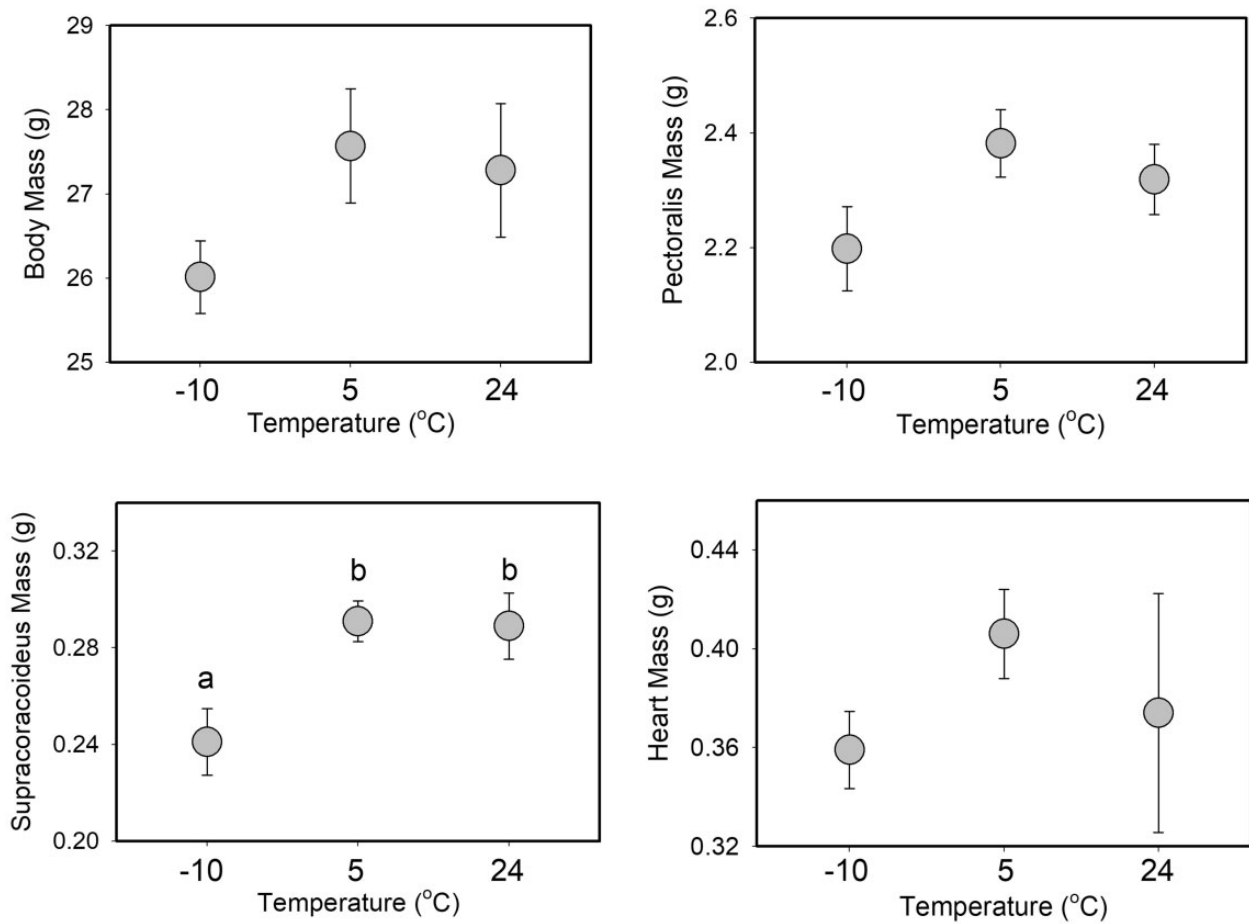 Body Mass (g)
29
28
27
26
25
-10 5 24
Temperature (°C)
Pectoralis Mass (g)
2.6
2.4
2.2
2.0
-10 5 24
Temperature (°C)
Supracoracoideus Mass (g)
0.32
0.28
0.24
0.20
a
b
b
-10 5 24
Temperature (°C)
Heart Mass (g)
0.44
0.40
0.36
0.32
-10 5 24
Temperature (°C)